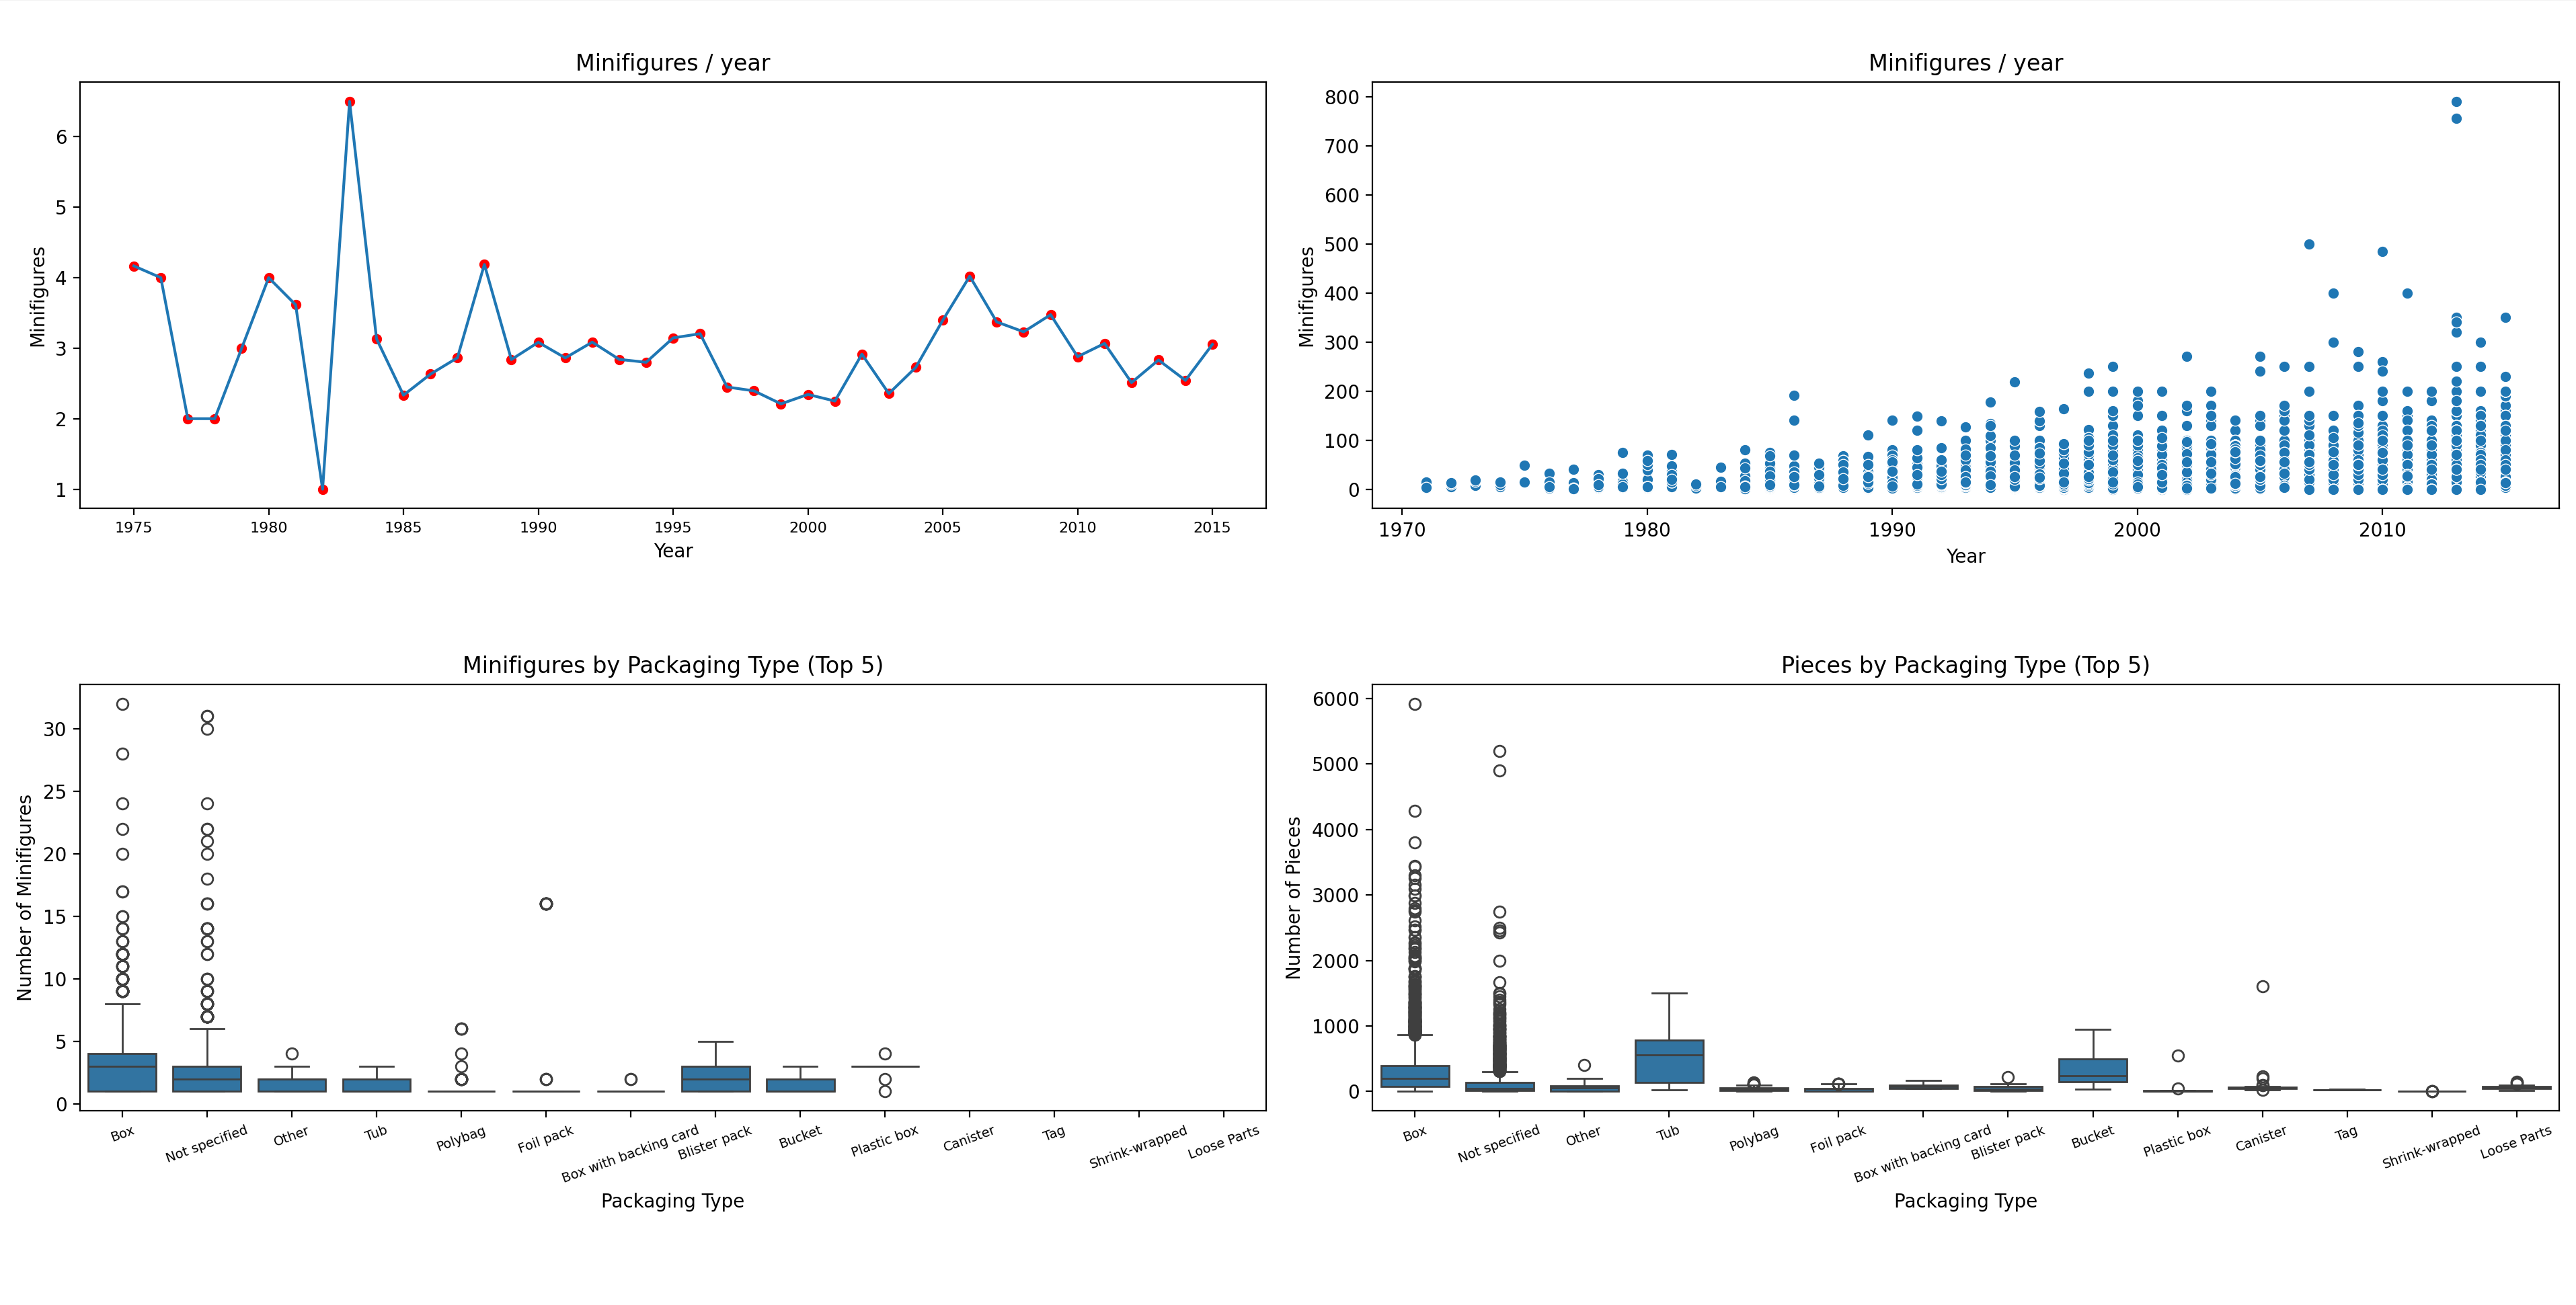 Minifigures / year
6
5
4
3
2
1
Minifigures
1975 1980 1985 1990 1995 2000 2005 2010 2015
Year
Minifigures / year
800
700
600
500
400
300
200
100
0
Minifigures
1970 1980 1990 2000 2010
Year
Minifigures by Packaging Type (Top 5)
30
25
20
15
10
5
0
Number of Minifigures
Box Not specified Other Tub Polybag Foil pack Box with backing card Blister pack Bucket Plastic box Canister Tag Shrink-wrapped Loose Parts
Packaging Type
Pieces by Packaging Type (Top 5)
6000
5000
4000
3000
2000
1000
0
Number of Pieces
Box Not specified Other Tub Polybag Foil pack Box with backing card Blister pack Bucket Plastic box Canister Tag Shrink-wrapped Loose Parts
Packaging Type